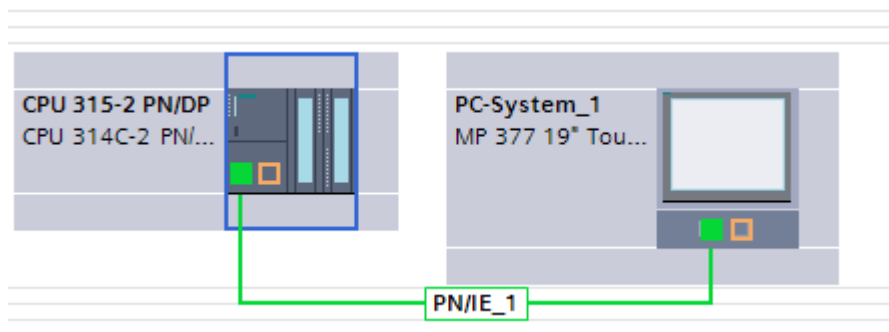 CPU 315-2 PN/DP
CPU 314C-2 PN/...
PC-System_1
MP 377 19" Tou...
PN/IE_1